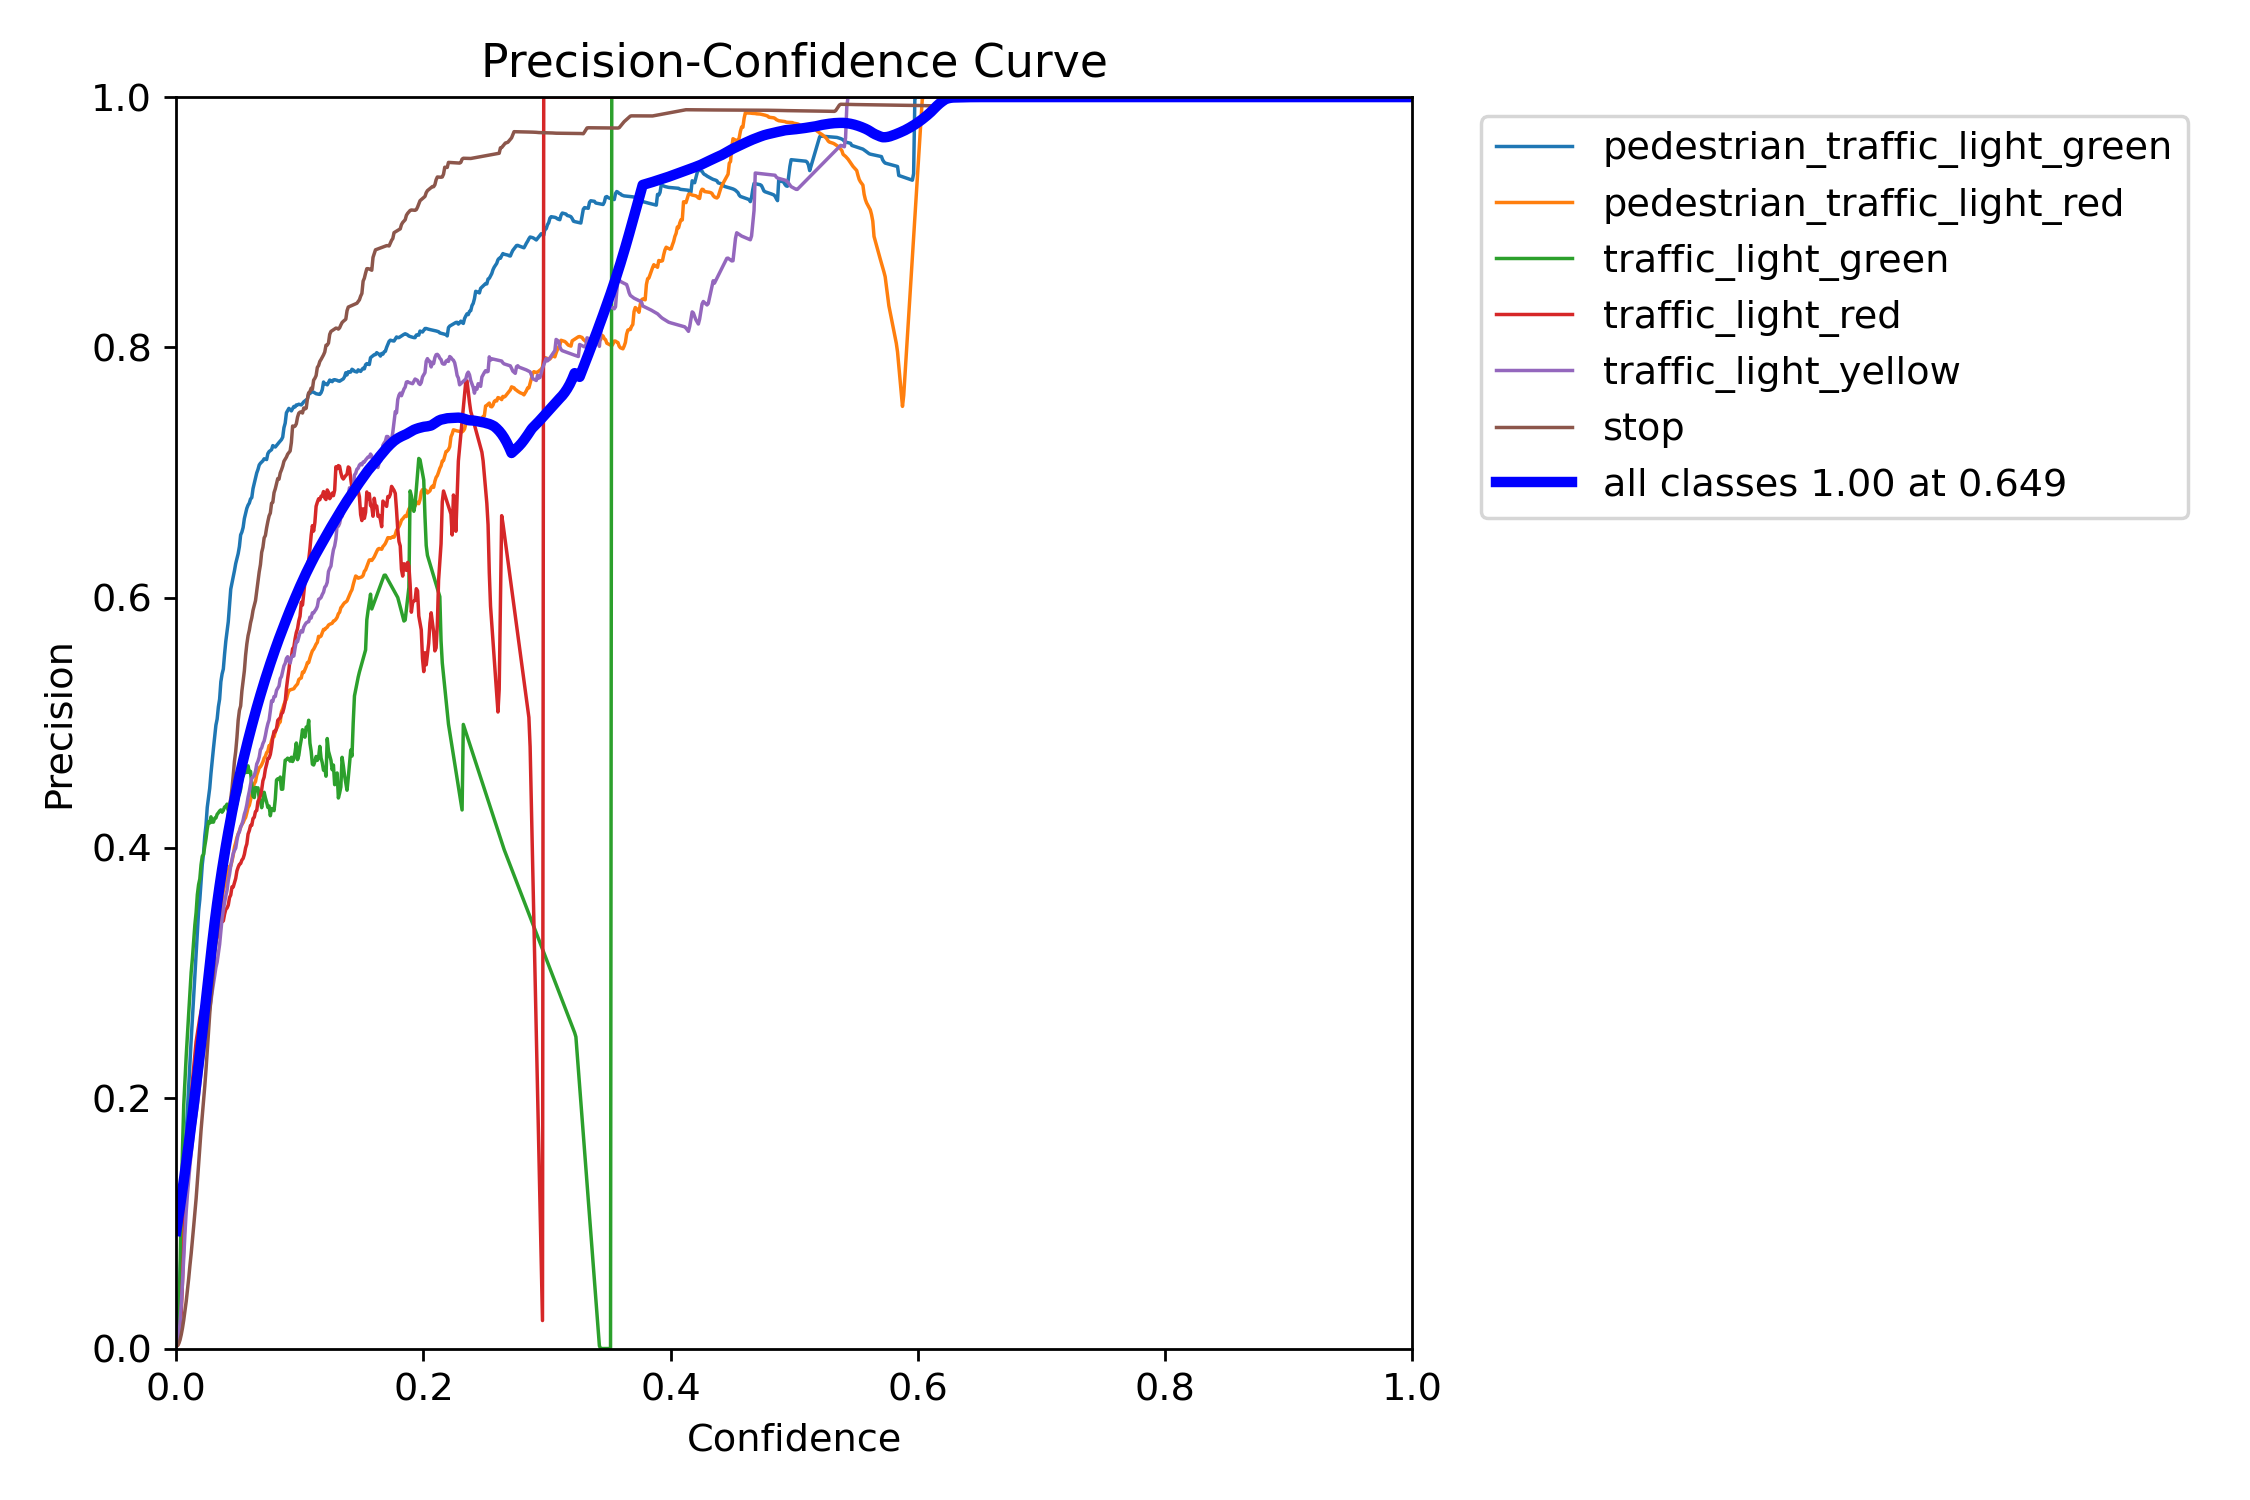 Precision-Confidence Curve
1.0
0.8
0.6
0.4
0.2
0.0
Precision
0.0 0.2 0.4 0.6 0.8 1.0
Confidence
pedestrian_traffic_light_green
pedestrian_traffic_light_red
traffic_light_green
traffic_light_red
traffic_light_yellow
stop
all classes 1.00 at 0.649